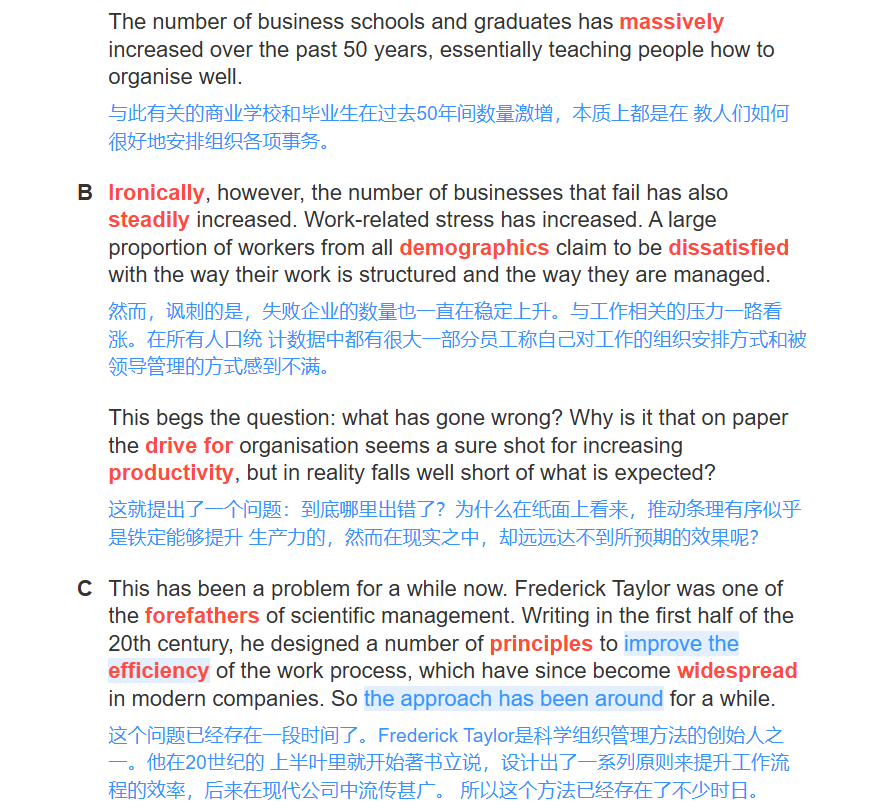 The number of business schools and graduates has massively
increased over the past 50 years, essentially teaching people how to
organise well.
与此有关的商业学校和毕业生在过去50年间数量激增，本质上都是在 教人们如何
很好地安排组织各项事务。
B Ironically, however, the number of businesses that fail has also
steadily increased. Work-related stress has increased. A large
proportion of workers from all demographics claim to be dissatisfied
with the way their work is structured and the way they are managed.
然而，讽刺的是，失败企业的数量也一直在稳定上升。与工作相关的压力一路看
涨。在所有人口统 计数据中都有很大一部分员工称自己对工作的组织安排方式和被
领导管理的方式感到不满。
This begs the question: what has gone wrong? Why is it that on paper
the drive for organisation seems a sure shot for increasing
productivity, but in reality falls well short of what is expected?
这就提出了一个问题：到底哪里出错了？为什么在纸面上看来，推动条理有序似乎
是铁定能够提升 生产力的，然而在现实之中，却远远达不到所预期的效果呢？
C This has been a problem for a while now. Frederick Taylor was one of
the forefathers of scientific management. Writing in the first half of the
20th century, he designed a number of principles to improve the
efficiency of the work process, which have since become widespread
in modern companies. So the approach has been around for a while.
这个问题已经存在一段时间了。Frederick Taylor是科学组织管理方法的创始人之
一。他在20世纪的 上半叶里就开始著书立说，设计出了一系列原则来提升工作流
程的效率，后来在现代公司中流传甚广。 所以这个方法已经存在了不少时日。